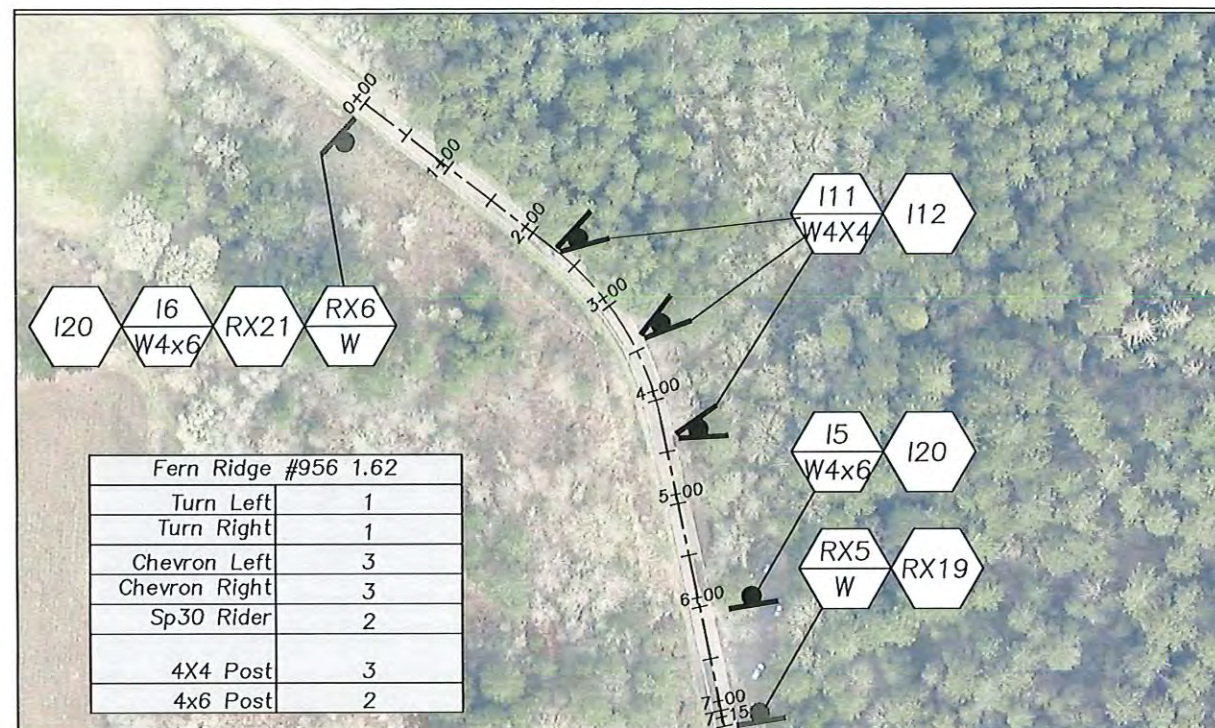 0+00
1+00
2+00
3+00
4+00
5+00
6+00
7+00
7+15
I11
W4X4
I12
I20
I6
W4x6
RX21
RX6
W
I5
W4x6
I20
RX5
W
RX19
Fern Ridge #956 1.62
Turn Left 1
Turn Right 1
Chevron Left 3
Chevron Right 3
Sp30 Rider 2
4X4 Post 3
4x6 Post 2